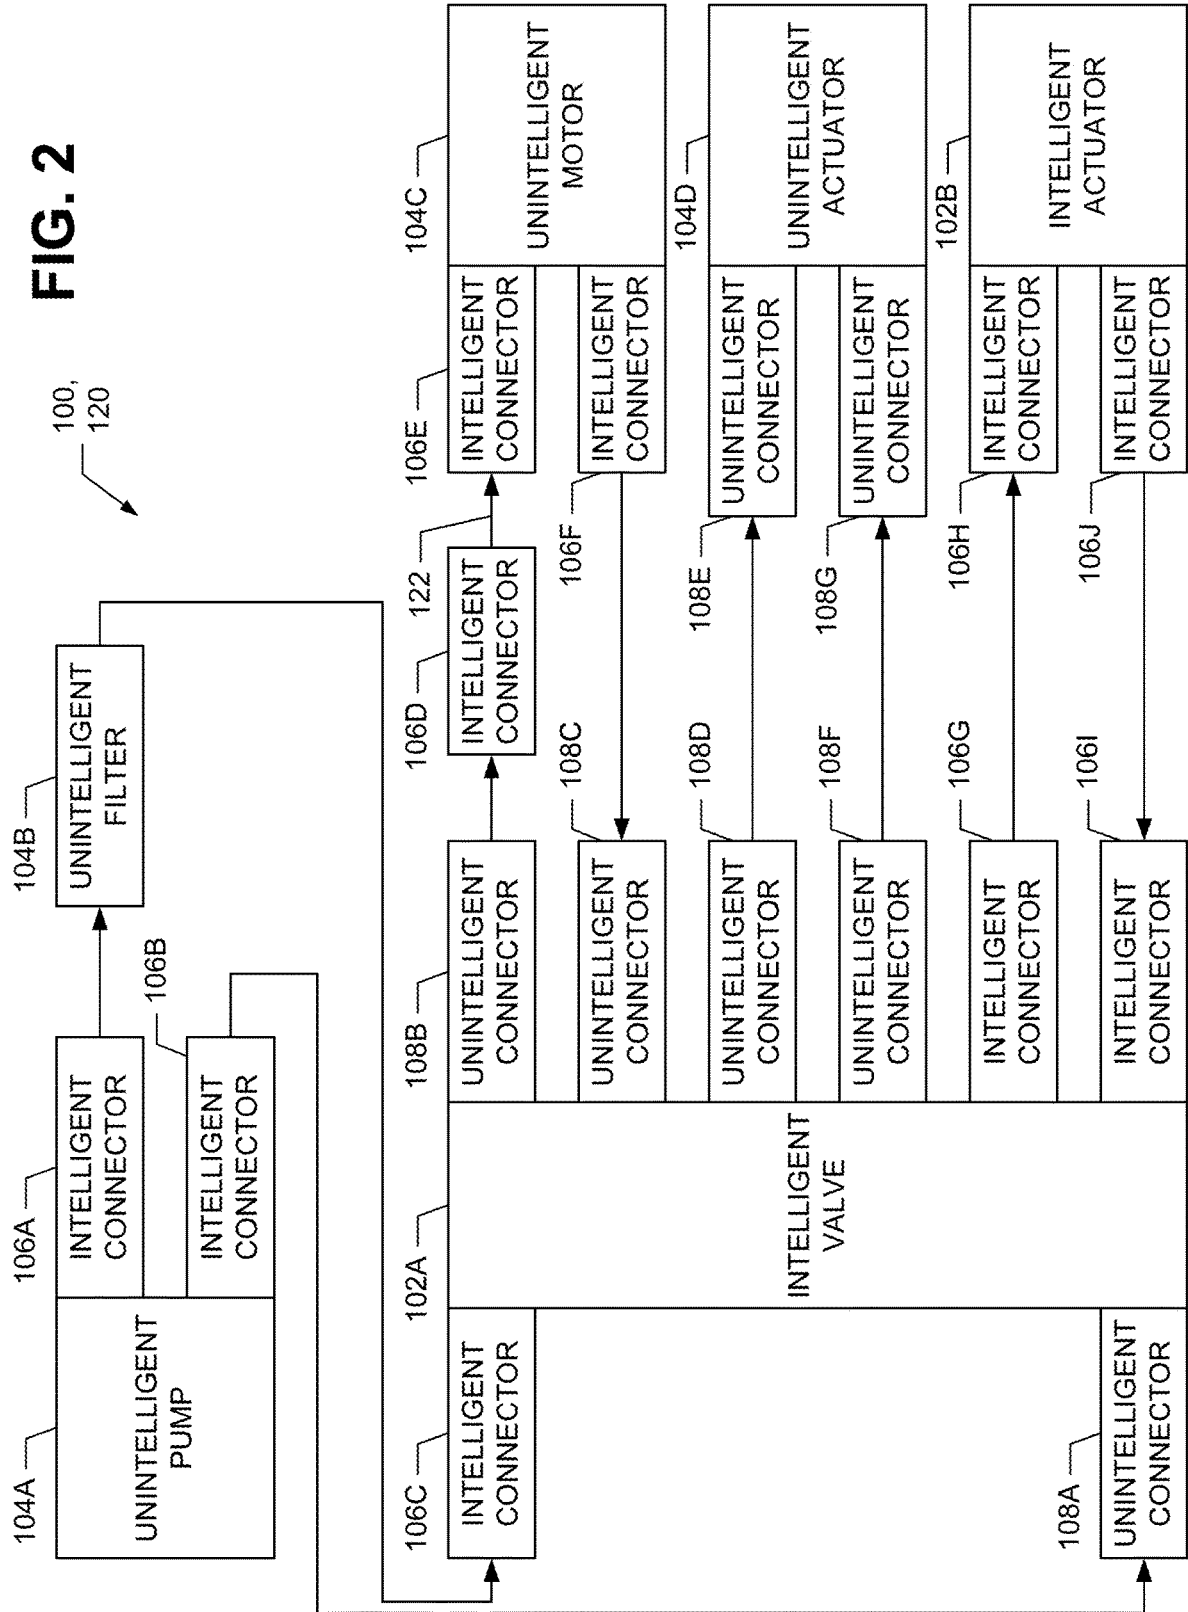 FIG. 2
100,
120
104A
UNINTELLIGENT
PUMP
106A
INTELLIGENT
CONNECTOR
106B
INTELLIGENT
CONNECTOR
104B
UNINTELLIGENT
FILTER
106C
INTELLIGENT
CONNECTOR
108A
UNINTELLIGENT
CONNECTOR
102A
INTELLIGENT
VALVE
108B
UNINTELLIGENT
CONNECTOR
106D
INTELLIGENT
CONNECTOR
122
106E
INTELLIGENT
CONNECTOR
104C
UNINTELLIGENT
MOTOR
108C
UNINTELLIGENT
CONNECTOR
106F
INTELLIGENT
CONNECTOR
108D
UNINTELLIGENT
CONNECTOR
108E
UNINTELLIGENT
CONNECTOR
104D
UNINTELLIGENT
ACTUATOR
108F
UNINTELLIGENT
CONNECTOR
108G
UNINTELLIGENT
CONNECTOR
106G
INTELLIGENT
CONNECTOR
106H
INTELLIGENT
CONNECTOR
102B
INTELLIGENT
ACTUATOR
106I
INTELLIGENT
CONNECTOR
106J
INTELLIGENT
CONNECTOR